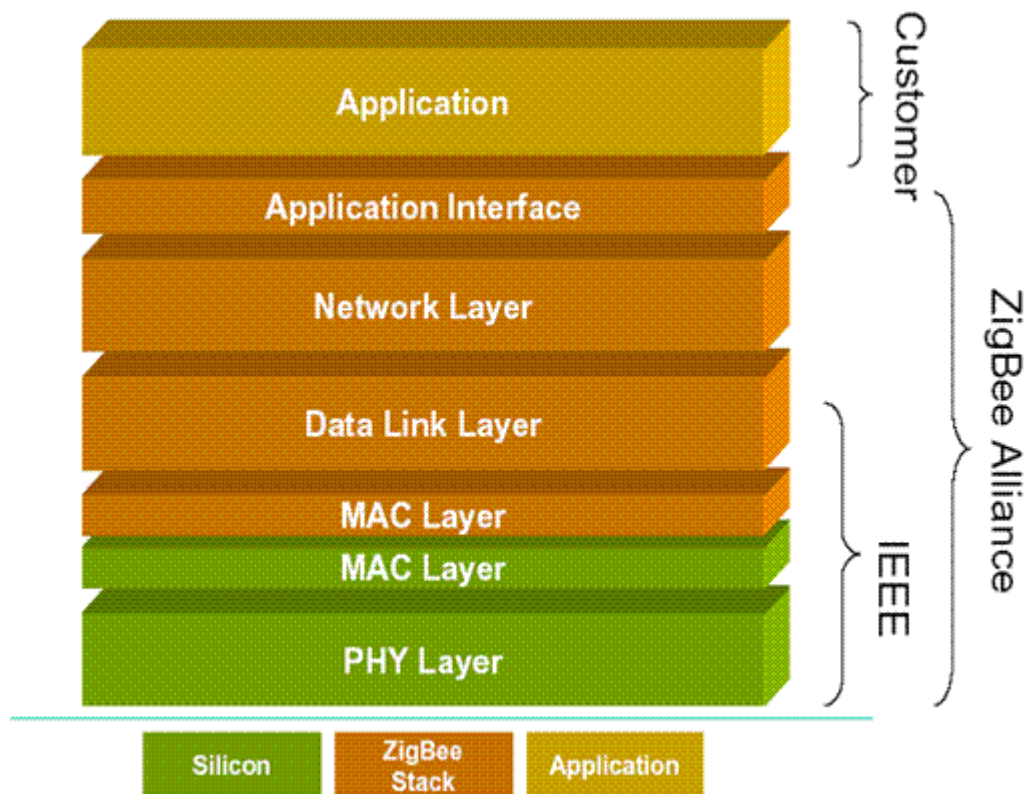 Application
Customer
Application Interface
Network Layer
ZigBee Alliance
Data Link Layer
MAC Layer
IEEE
MAC Layer
PHY Layer
Silicon
ZigBee
Stack
Application